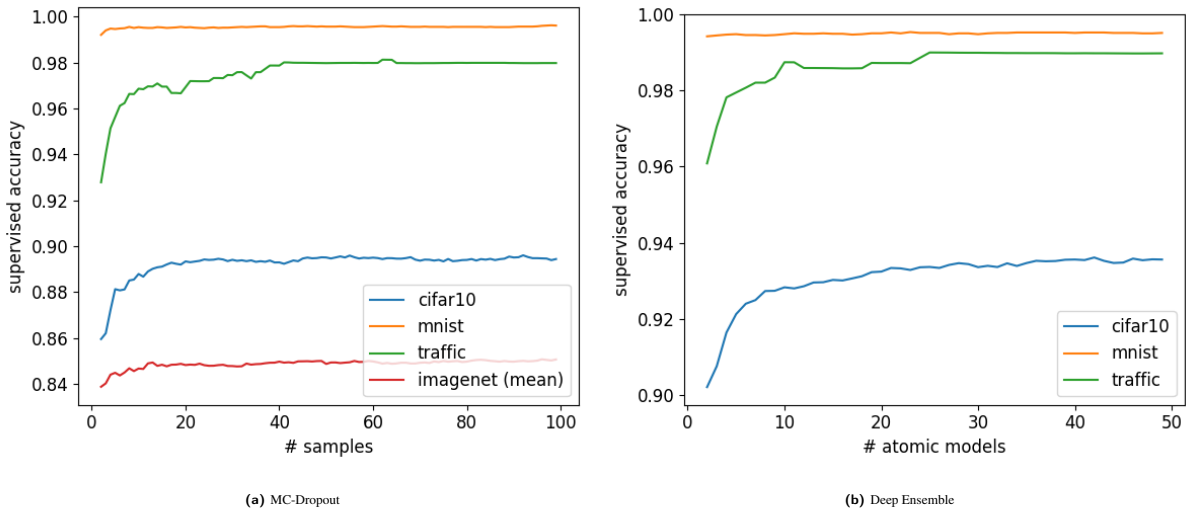 1.00
0.98
0.96
0.94
0.92
0.90
0.88
0.86
0.84
supervised accuracy
0 20 40 60 80 100
# samples
cifar10
mnist
traffic
imagenet (mean)
(a) MC-Dropout
1.00
0.98
0.96
0.94
0.92
0.90
supervised accuracy
0 10 20 30 40 50
# atomic models
cifar10
mnist
traffic
(b) Deep Ensemble